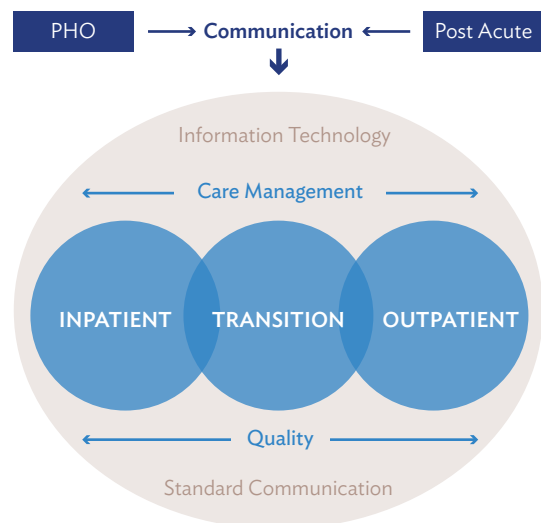 PHO Communication Post Acute
Information Technology
Care Management
INPATIENT TRANSITION OUTPATIENT
Quality
Standard Communication